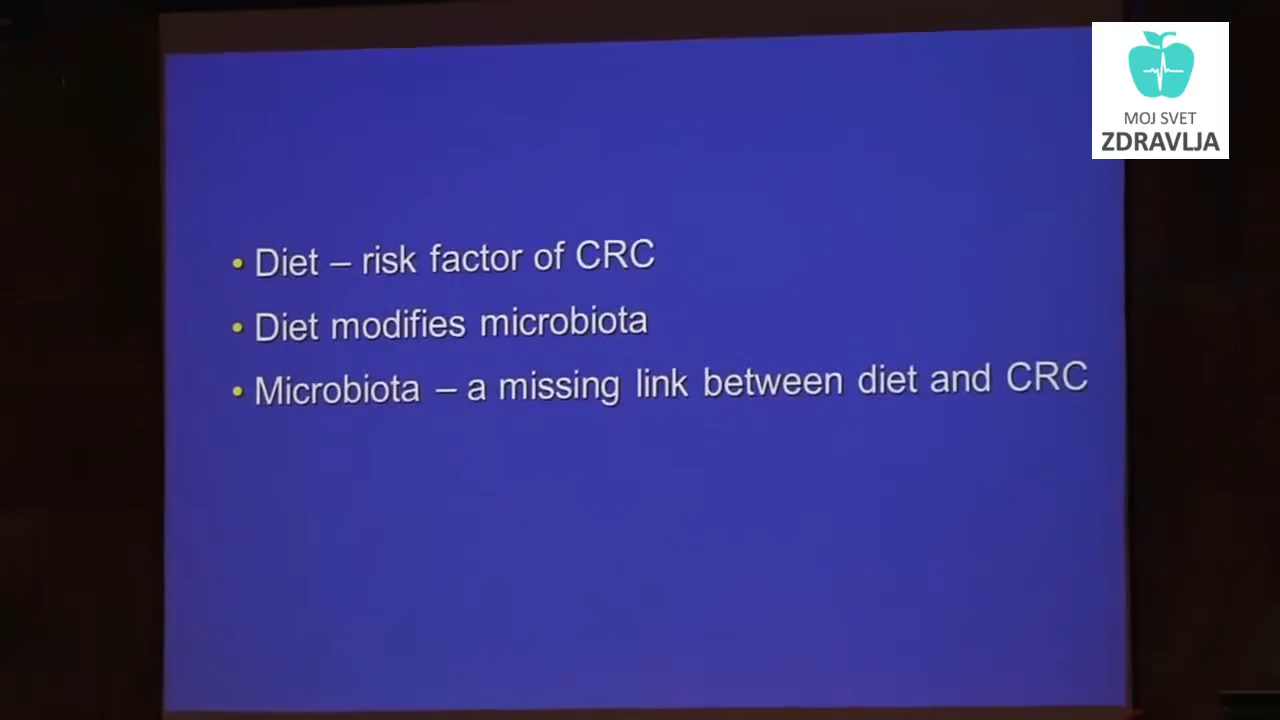 • Diet – risk factor of CRC
• Diet modifies microbiota
• Microbiota – a missing link between diet and CRC
MOJ SVET
ZDRAVLJA